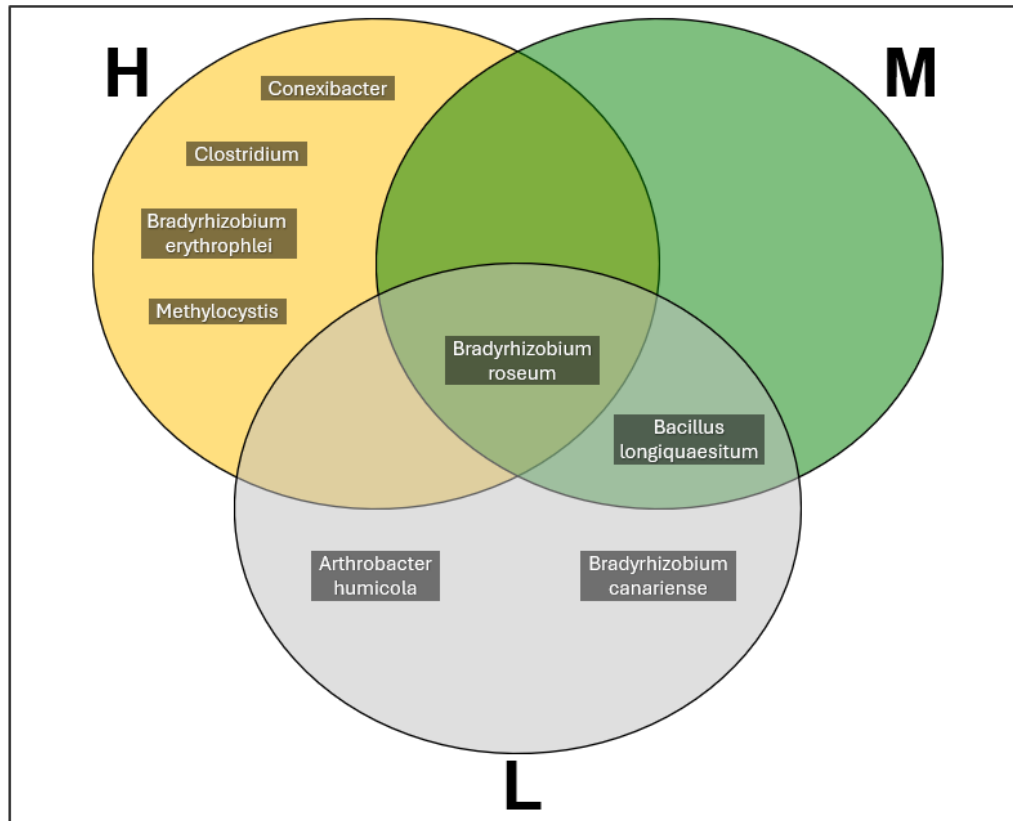 H
M
Conexibacter
Clostridium
Bradyrhizobium
erythrophlei
Methylocystis
Bradyrhizobium
roseum
Bacillus
longiquaesitum
Arthrobacter
humicola
Bradyrhizobium
canariense
L